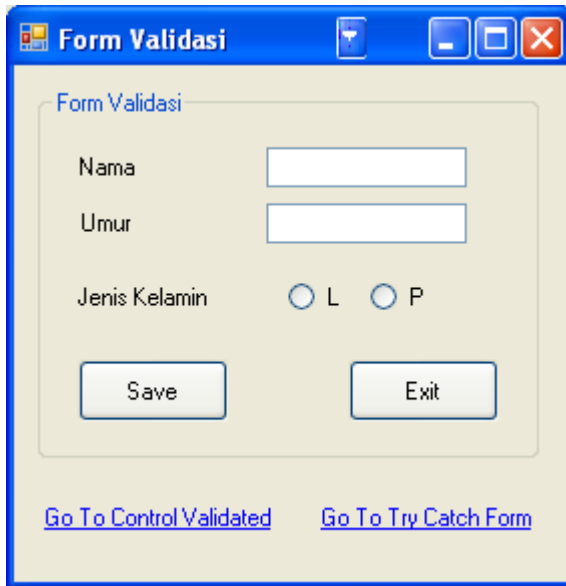 Form Validasi
Form Validasi
Nama
Umur
Jenis Kelamin L P
Save Exit
Go To Control Validated Go To Try Catch Form